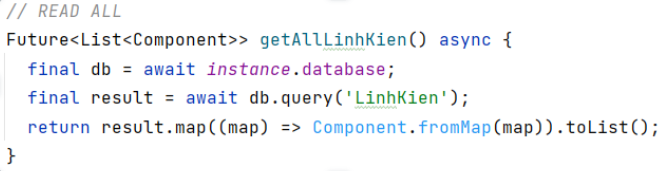 // READ ALL
Future<List<Component>> getAllLinhKien() async {
  final db = await instance.database;
  final result = await db.query('LinhKien');
  return result.map((map) => Component.fromMap(map)).toList();
}